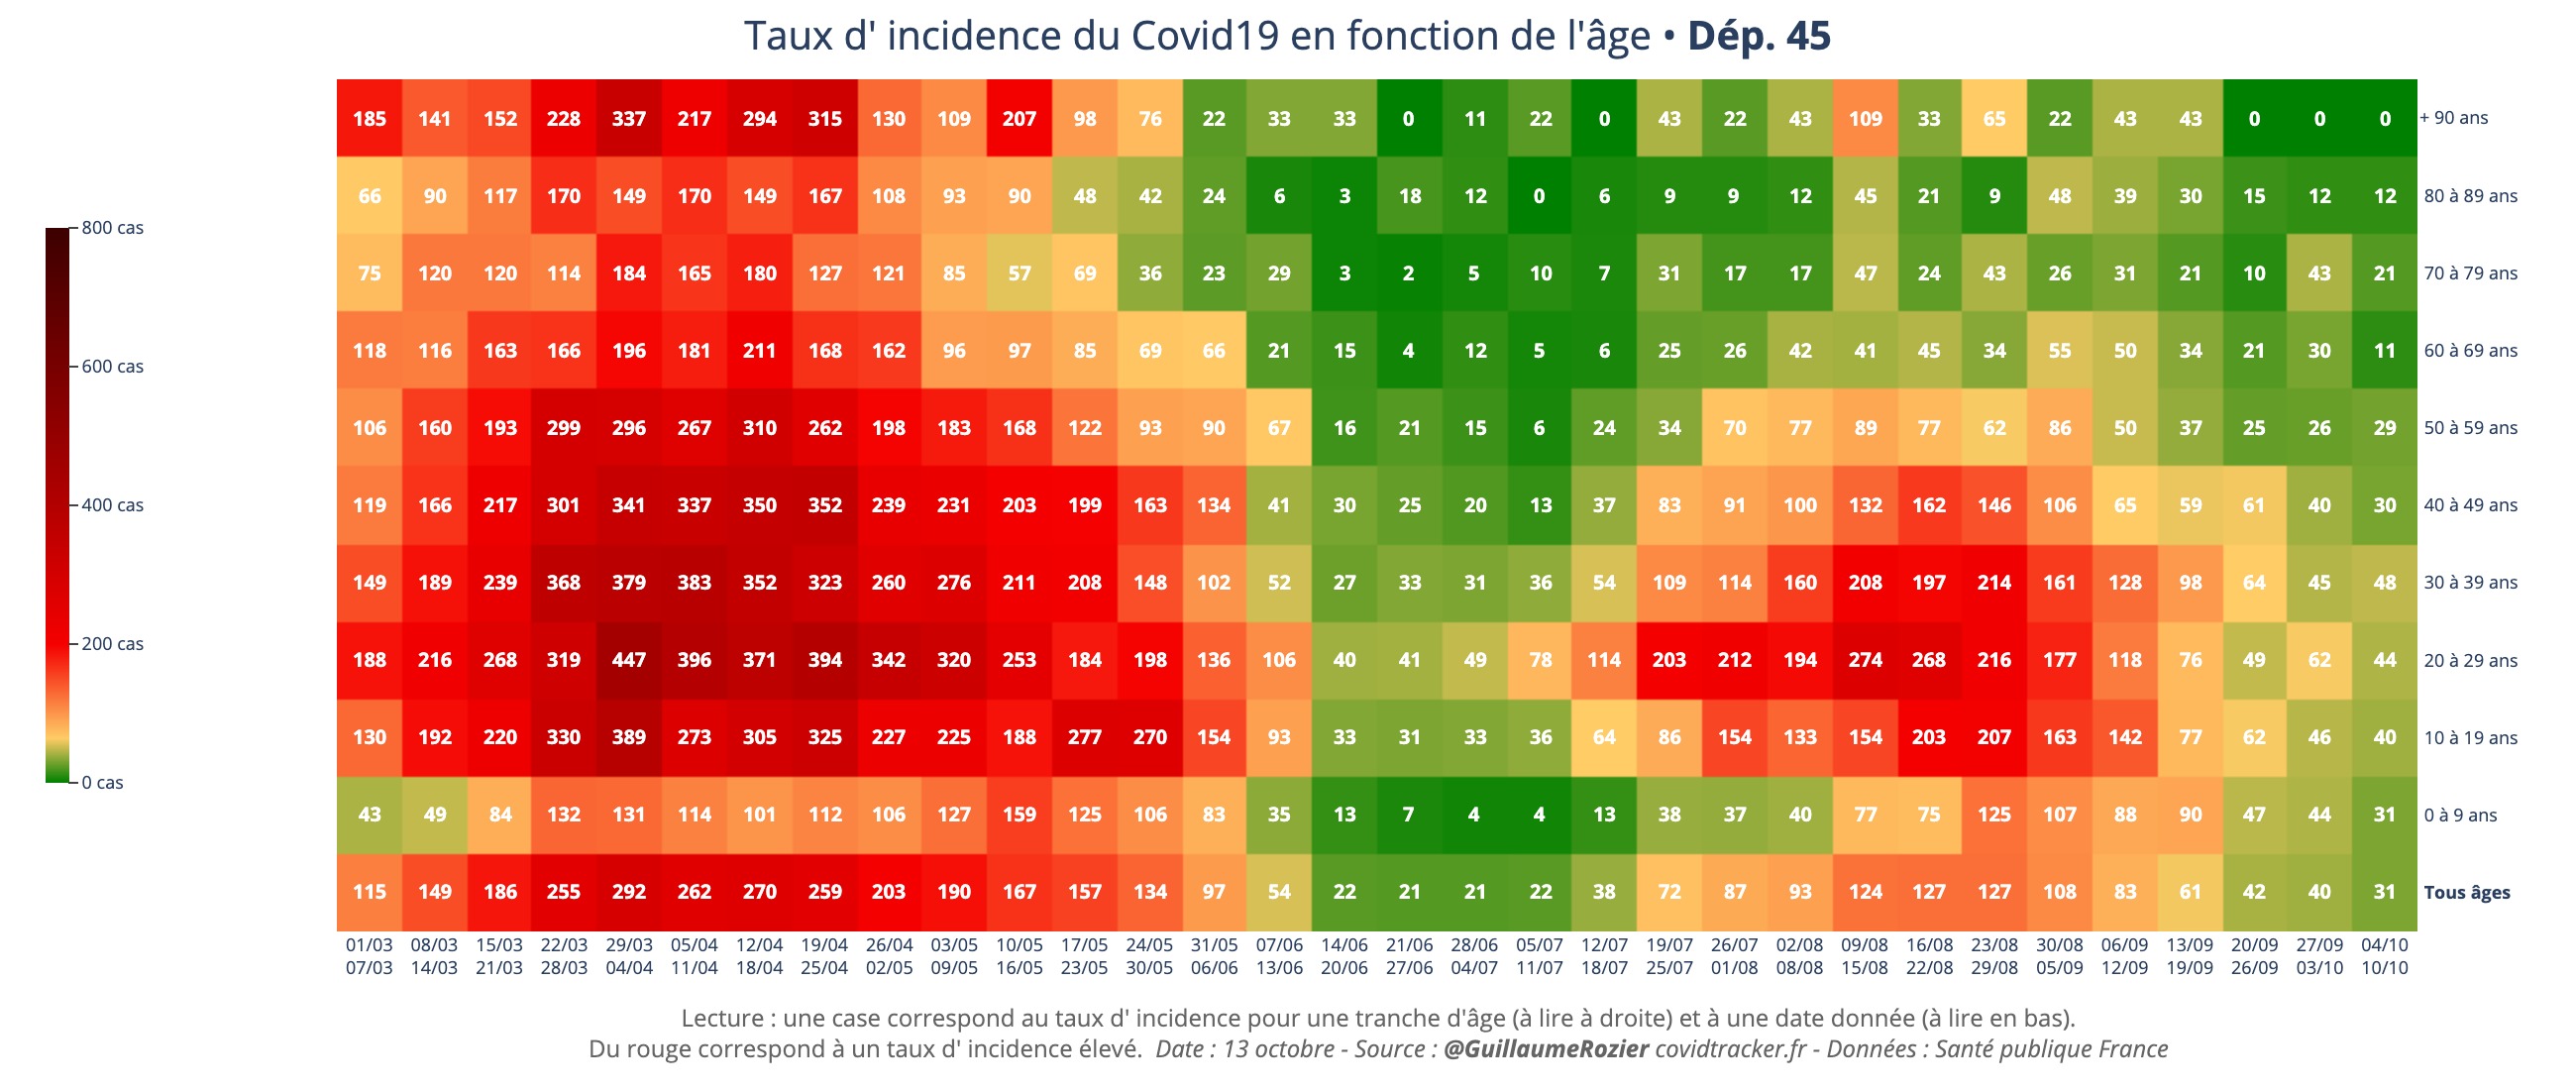 Taux d' incidence du Covid19 en fonction de l'âge • Dép. 45
800 cas
600 cas
400 cas
200 cas
0 cas
185 141 152 228 337 217 294 315 130 109 207 98 76 22 33 33 0 11 22 0 43 22 43 109 33 65 22 43 43 0 0 0 + 90 ans
66 90 117 170 149 170 149 167 108 93 90 48 42 24 6 3 18 12 0 6 9 9 12 45 21 9 48 39 30 15 12 12 80 à 89 ans
75 120 120 114 184 165 180 127 121 85 57 69 36 23 29 3 2 5 10 7 31 17 17 47 24 43 26 31 21 10 43 21 70 à 79 ans
118 116 163 166 196 181 211 168 162 96 97 85 69 66 21 15 4 12 5 6 25 26 42 41 45 34 55 50 34 21 30 11 60 à 69 ans
106 160 193 299 296 267 310 262 198 183 168 122 93 90 67 16 21 15 6 24 34 70 77 89 77 62 86 50 37 25 26 29 50 à 59 ans
119 166 217 301 341 337 350 352 239 231 203 199 163 134 41 30 25 20 13 37 83 91 100 132 162 146 106 65 59 61 40 30 40 à 49 ans
149 189 239 368 379 383 352 323 260 276 211 208 148 102 52 27 33 31 36 54 109 114 160 208 197 214 161 128 98 64 45 48 30 à 39 ans
188 216 268 319 447 396 371 394 342 320 253 184 198 136 106 40 41 49 78 114 203 212 194 274 268 216 177 118 76 49 62 44 20 à 29 ans
130 192 220 330 389 273 305 325 227 225 188 277 270 154 93 33 31 33 36 64 86 154 133 154 203 207 163 142 77 62 46 40 10 à 19 ans
43 49 84 132 131 114 101 112 106 127 159 125 106 83 35 13 7 4 4 13 38 37 40 77 75 125 107 88 90 47 44 31 0 à 9 ans
115 149 186 255 292 262 270 259 203 190 167 157 134 97 54 22 21 21 22 38 72 87 93 124 127 127 108 83 61 42 40 31 Tous âges
01/03 08/03 15/03 22/03 29/03 05/04 12/04 19/04 26/04 03/05 10/05 17/05 24/05 31/05 07/06 14/06 21/06 28/06 05/07 12/07 19/07 26/07 02/08 09/08 16/08 23/08 30/08 06/09 13/09 20/09 27/09 04/10
07/03 14/03 21/03 28/03 04/04 11/04 18/04 25/04 02/05 09/05 16/05 23/05 30/05 06/06 13/06 20/06 27/06 04/07 11/07 18/07 25/07 01/08 08/08 15/08 22/08 29/08 05/09 12/09 19/09 26/09 03/10 10/10
Lecture : une case correspond au taux d' incidence pour une tranche d'âge (à lire à droite) et à une date donnée (à lire en bas).
Du rouge correspond à un taux d' incidence élevé. Date : 13 octobre - Source : @GuillaumeRozier covidtracker.fr - Données : Santé publique France